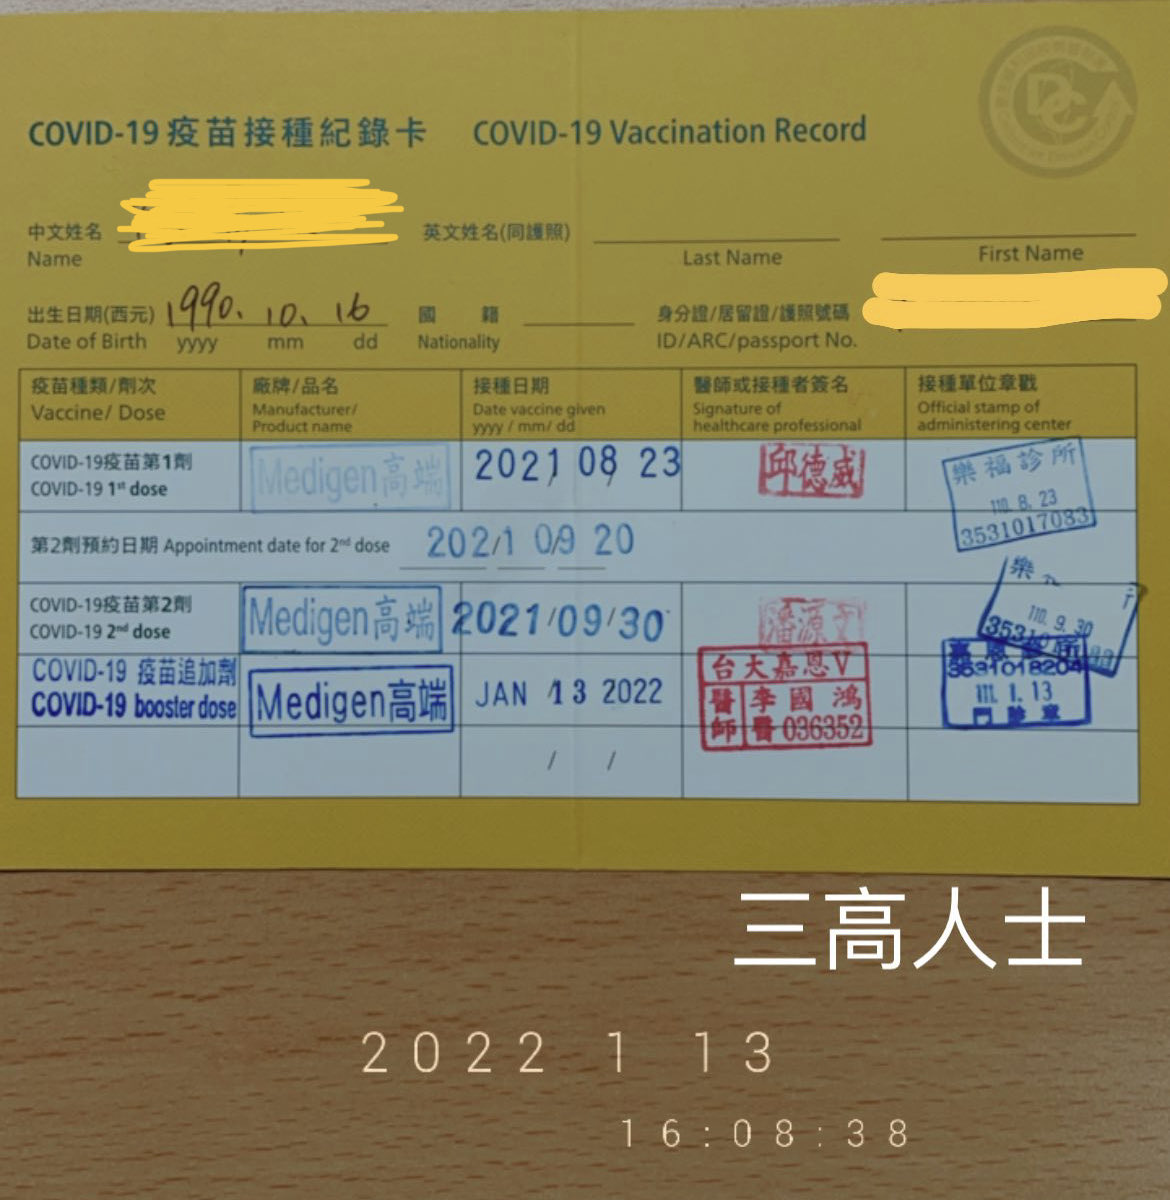 COVID-19 疫苗接種紀錄卡 COVID-19 Vaccination Record
中文姓名
Name
英文姓名(同護照)
Last Name
First Name
出生日期(西元) 1990. 10. 16
Date of Birth yyyy mm dd
國 籍
Nationality
身分證/居留證/護照號碼
ID/ARC/passport No.
疫苗種類/劑次
Vaccine/ Dose
廠牌/品名
Manufacturer/
Product name
接種日期
Date vaccine given
yyyy / mm/ dd
醫師或接種者簽名
Signature of
healthcare professional
接種單位章戳
Official stamp of
administering center
COVID-19疫苗第1劑
COVID-19 1st dose
Medigen高端
2021/08/23
邱德威
樂福診所
110. 8. 23
3531017083
第2劑預約日期 Appointment date for 2nd dose 2021/09/20
COVID-19疫苗第2劑
COVID-19 2nd dose
Medigen高端
2021/09/30
潘源
樂
110. 9. 30
COVID-19 疫苗追加劑
COVID-19 booster dose
Medigen高端
JAN 13 2022
台大嘉恩V
醫師
李國鴻
醫036352
3531018204
111. 1. 13
門診章
/ /
三高人士
2022 1 13
16:08:38